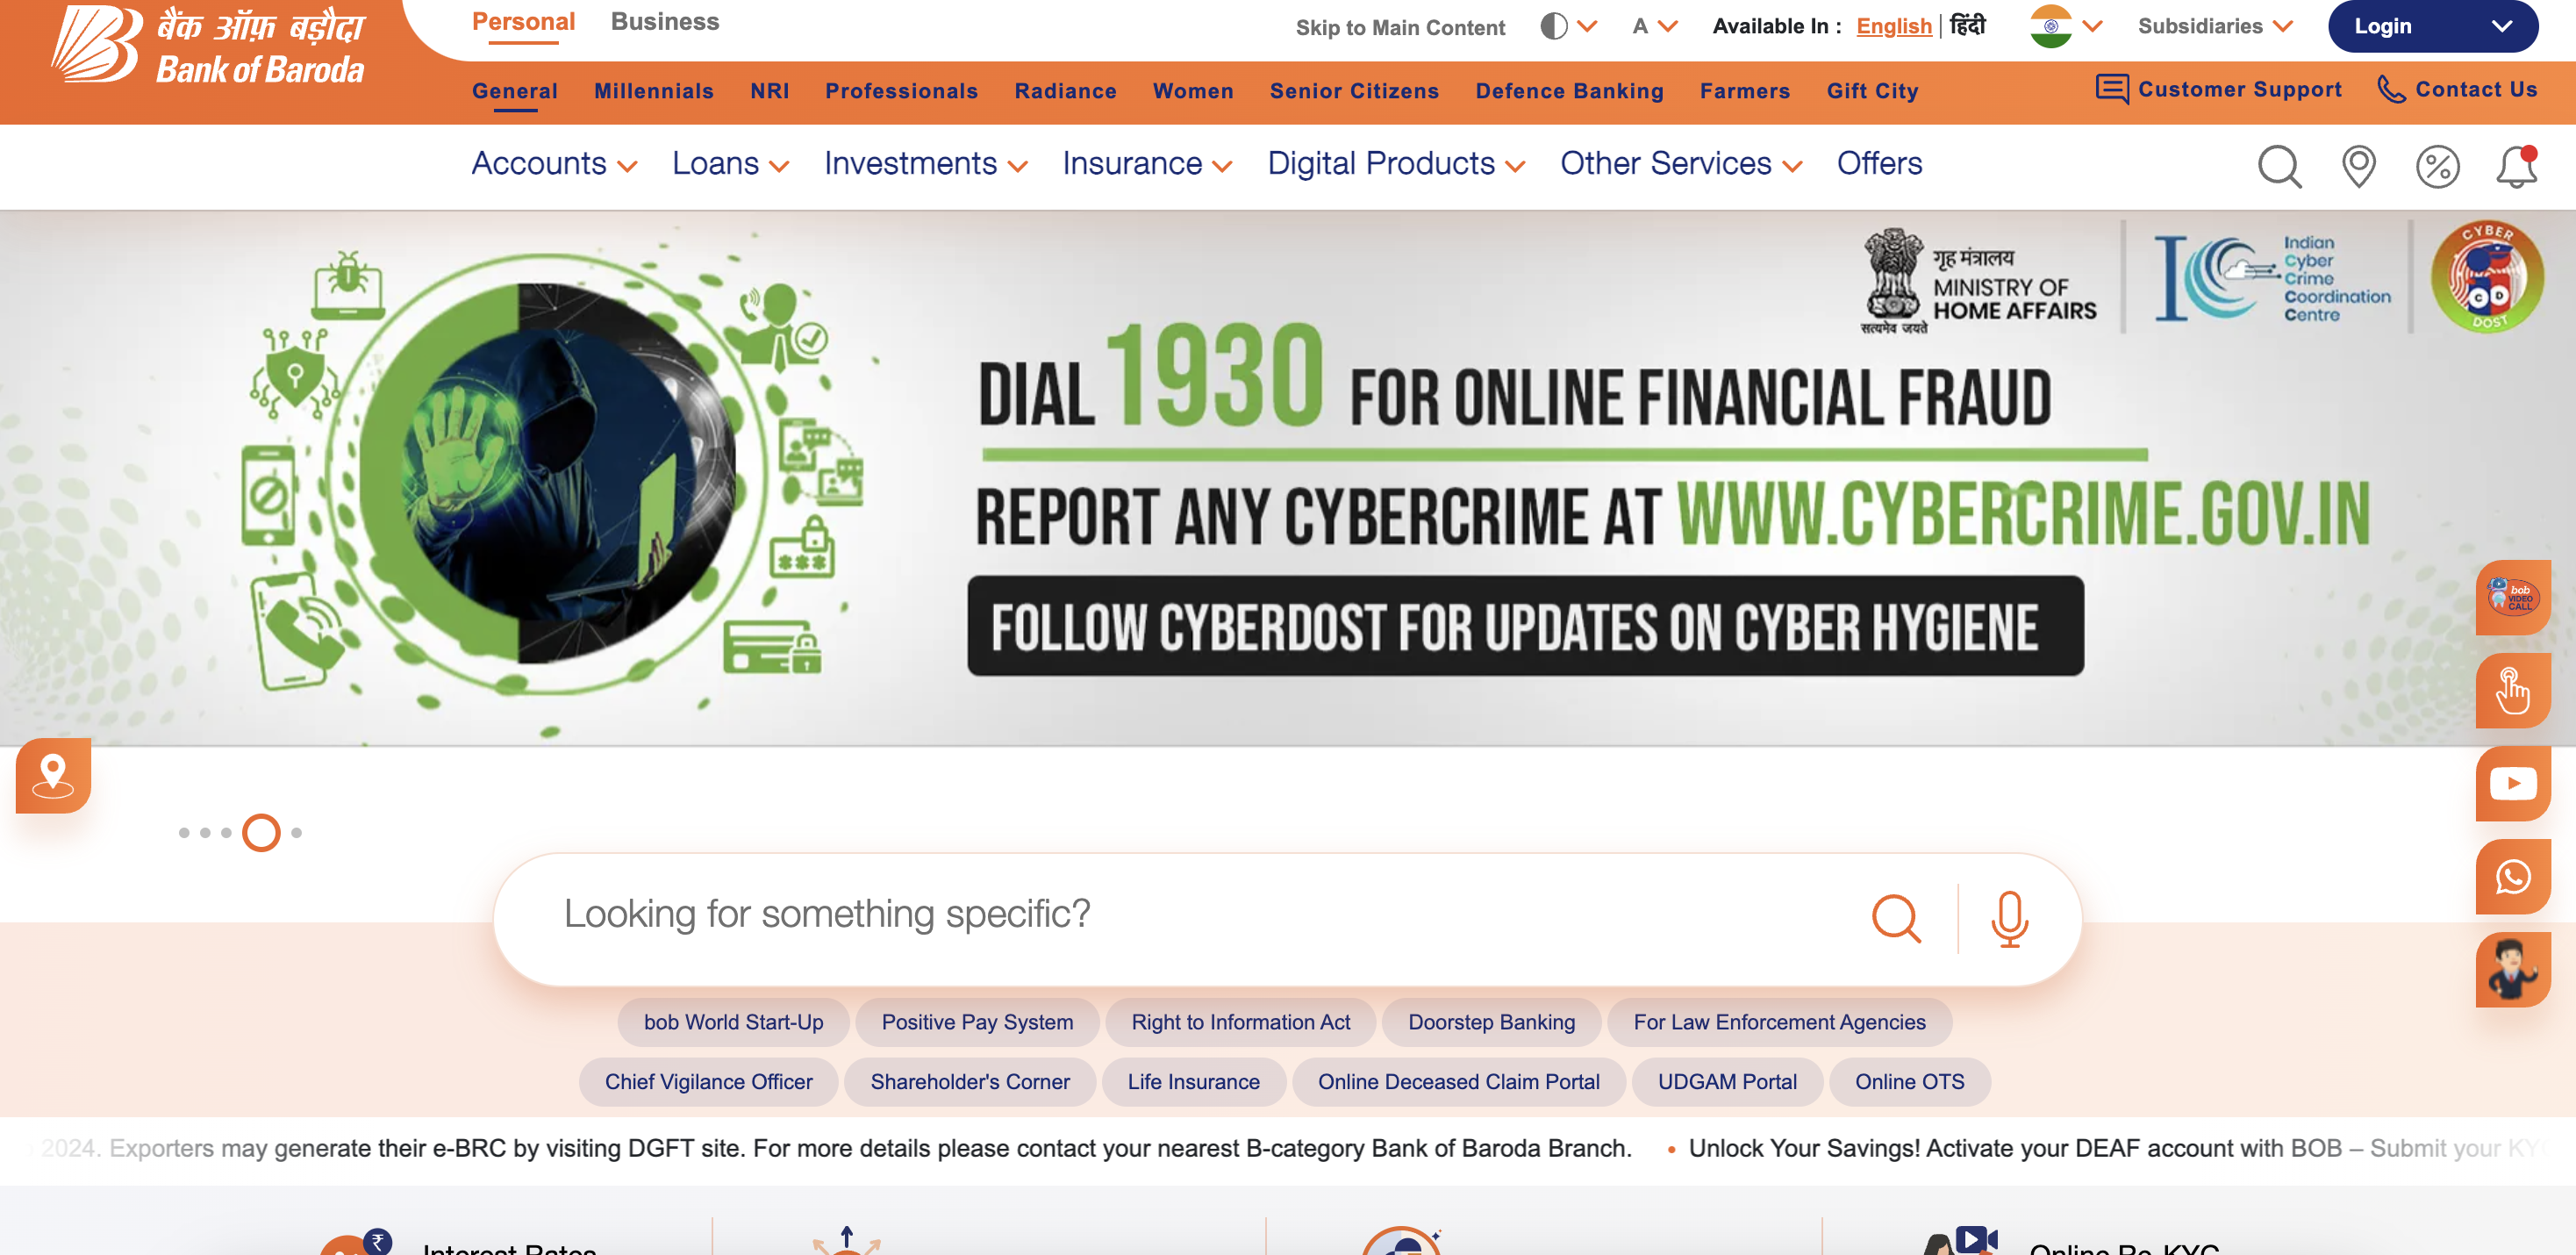 बैंक ऑफ़ बड़ौदा
Bank of Baroda
Personal Business
Skip to Main Content A Available In : English | हिंदी Subsidiaries Login
General Millennials NRI Professionals Radiance Women Senior Citizens Defence Banking Farmers Gift City
Customer Support Contact Us
Accounts Loans Investments Insurance Digital Products Other Services Offers
गृह मंत्रालय
MINISTRY OF
HOME AFFAIRS
सत्यमेव जयते
Indian
Cyber
Crime
Coordination
Centre
CYBER
C D
DOST
DIAL 1930 FOR ONLINE FINANCIAL FRAUD
REPORT ANY CYBERCRIME AT WWW.CYBERCRIME.GOV.IN
FOLLOW CYBERDOST FOR UPDATES ON CYBER HYGIENE
bob
VIDEO
CALL
Looking for something specific?
bob World Start-Up Positive Pay System Right to Information Act Doorstep Banking For Law Enforcement Agencies
Chief Vigilance Officer Shareholder's Corner Life Insurance Online Deceased Claim Portal UDGAM Portal Online OTS
2024. Exporters may generate their e-BRC by visiting DGFT site. For more details please contact your nearest B-category Bank of Baroda Branch. • Unlock Your Savings! Activate your DEAF account with BOB – Submit your KYC
₹ Interest Rates
Online Re-KYC